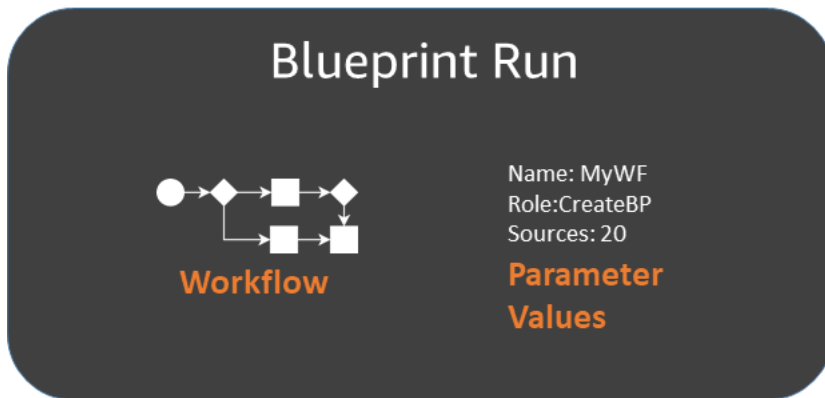 Blueprint Run
Name: MyWF
Role:CreateBP
Sources: 20
Workflow
Parameter
Values